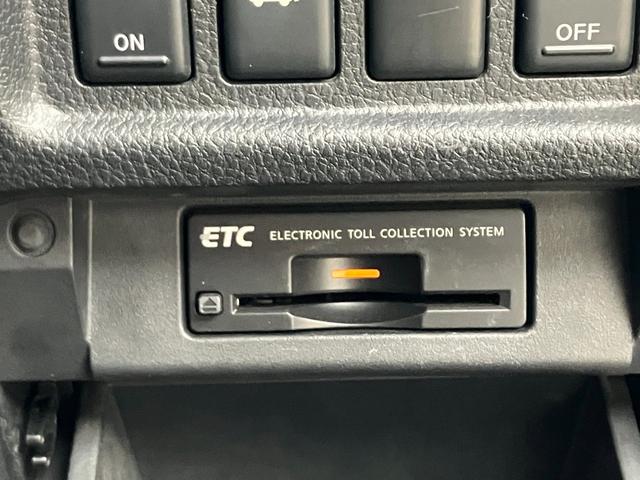 ON
OFF
ETC ELECTRONIC TOLL COLLECTION SYSTEM